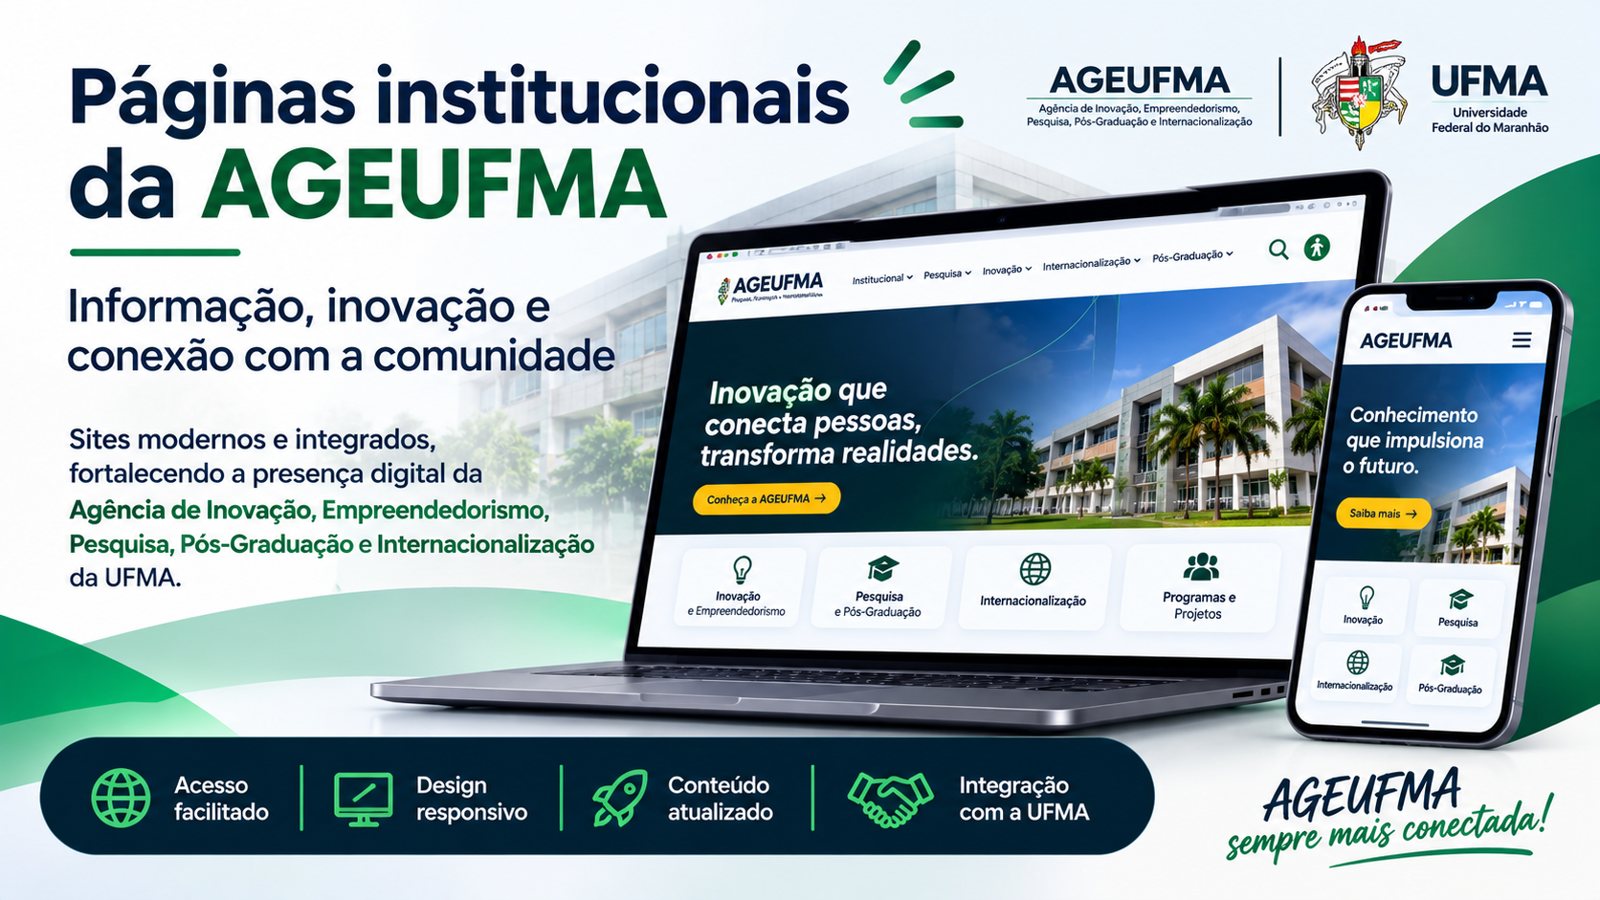 Páginas institucionais
da AGEUFMA
Informação, inovação e
conexão com a comunidade
Sites modernos e integrados,
fortalecendo a presença digital da
Agência de Inovação, Empreendedorismo,
Pesquisa, Pós-Graduação e Internacionalização
da UFMA.
AGEUFMA
Agência de Inovação, Empreendedorismo,
Pesquisa, Pós-Graduação e Internacionalização
UFMA
Universidade
Federal do Maranhão
AGEUFMA
Institucional
Pesquisa
Inovação
Internacionalização
Pós-Graduação
Inovação que
conecta pessoas,
transforma realidades.
Conheça a AGEUFMA →
Inovação
e Empreendedorismo
Pesquisa
e Pós-Graduação
Internacionalização
Programas e
Projetos
AGEUFMA
Conhecimento
que impulsiona
o futuro.
Saiba mais →
Inovação
Pesquisa
Internacionalização
Pós-Graduação
Acesso
facilitado
Design
responsivo
Conteúdo
atualizado
Integração
com a UFMA
AGEUFMA
sempre mais conectada!